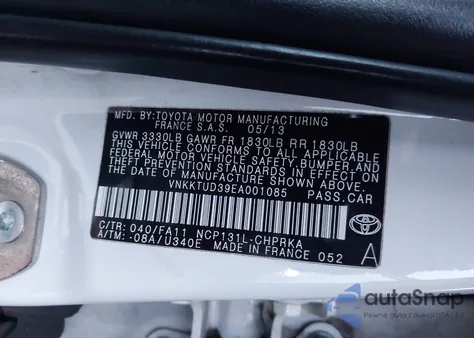 MFD. BY:TOYOTA MOTOR MANUFACTURING
FRANCE S.A.S. 05/13
GVWR 3330LB GAWR FR 1830LB RR 1830LB
THIS VEHICLE CONFORMS TO ALL APPLICABLE
FEDERAL MOTOR VEHICLE SAFETY, BUMPER, AND
THEFT PREVENTION STANDARDS IN EFFECT ON
THE DATE OF MANUFACTURE SHOWN ABOVE.
VNKKTUD39EA001085 PASS.CAR
C/TR: 040/FA11 NCP131L-CHPRKA
A/TM: -08A/U340E MADE IN FRANCE 052
TOYOTA
A
autoSnap